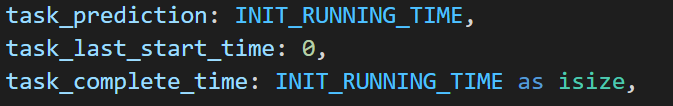 task_prediction: INIT_RUNNING_TIME,
task_last_start_time: 0,
task_complete_time: INIT_RUNNING_TIME as isize,